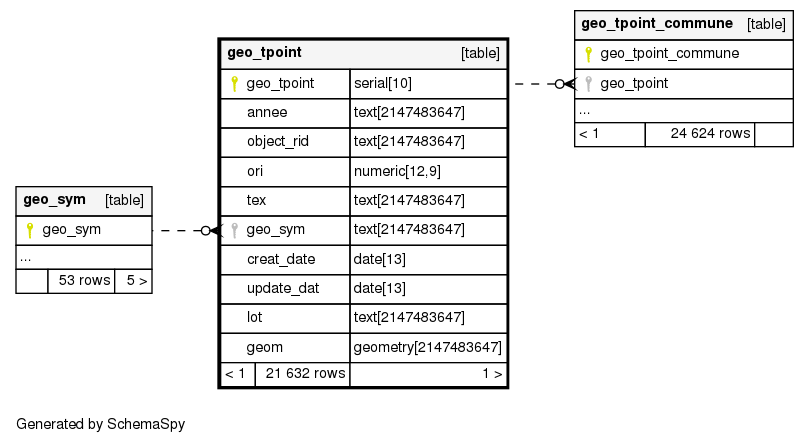 geo_tpoint_commune [table]
geo_tpoint_commune
geo_tpoint
...
< 1 24 624 rows
geo_tpoint [table]
geo_tpoint serial[10]
annee text[2147483647]
object_rid text[2147483647]
ori numeric[12,9]
tex text[2147483647]
geo_sym text[2147483647]
creat_date date[13]
update_dat date[13]
lot text[2147483647]
geom geometry[2147483647]
< 1 21 632 rows 1 >
geo_sym [table]
geo_sym
...
53 rows 5 >
Generated by SchemaSpy